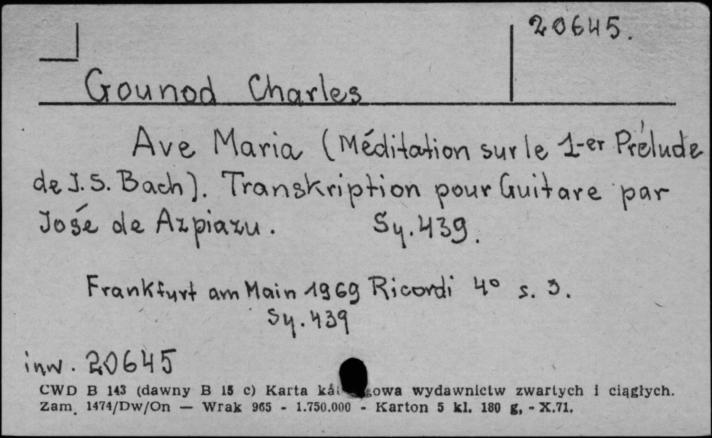 20645.
Gounod Charles
Ave Maria (Méditation sur le 1-er Prélude
de J. S. Bach). Transkription pour Guitare par
José de Azpiazu. Sy. 439.
Frankfurt am Main 1969 Ricordi 4° s. 3.
Sy. 439
inw. 20645
CWD B 143 (dawny B 15 c) Karta wydawnictw zwartych i ciągłych.
Zam. 1474/Dw/On — Wrak 965 - 1.750.000 - Karton 5 kl. 180 g, - X.71.